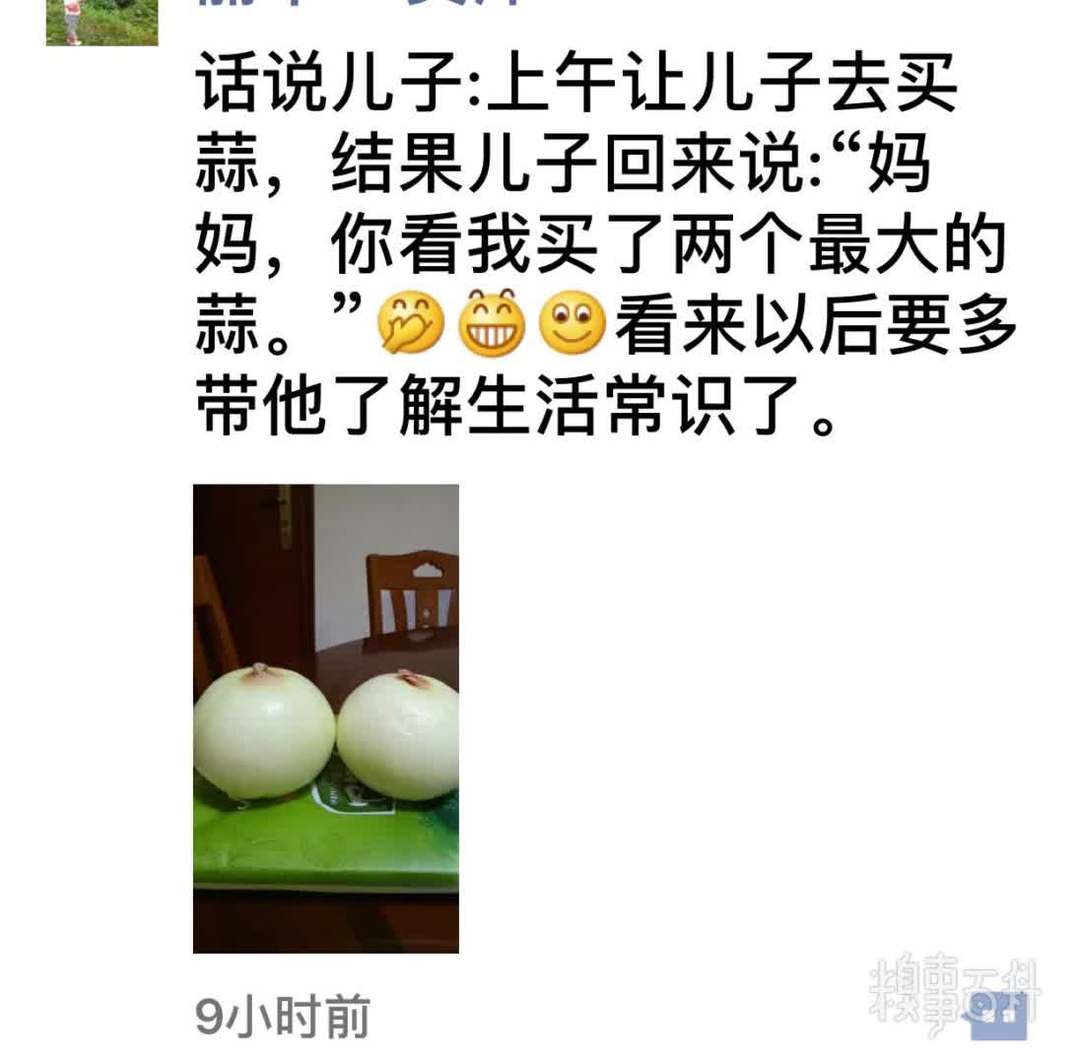 话说儿子:上午让儿子去买
蒜，结果儿子回来说:“妈
妈，你看我买了两个最大的
蒜。”🤭😁🙂看来以后要多
带他了解生活常识了。
9小时前
糗事百科